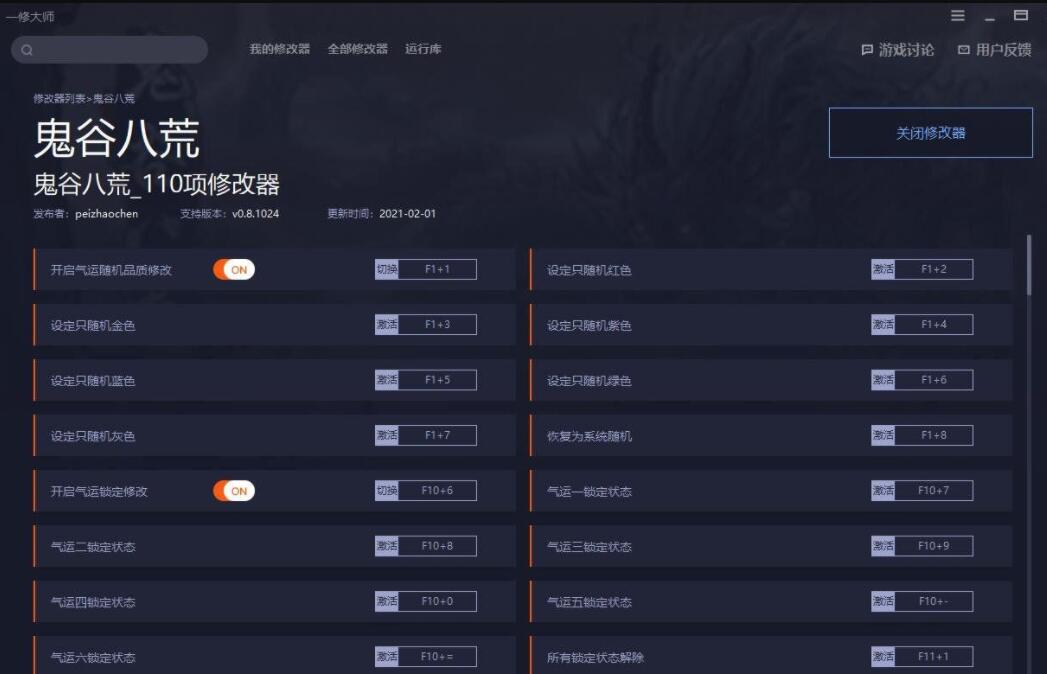 一修大师
我的修改器 全部修改器 运行库 游戏讨论 用户反馈
修改器列表>鬼谷八荒
鬼谷八荒
关闭修改器
鬼谷八荒_110项修改器
发布者：peizhaochen 支持版本：v0.8.1024 更新时间：2021-02-01
开启气运随机品质修改 ON 切换 F1+1 设定只随机红色 激活 F1+2
设定只随机金色 激活 F1+3 设定只随机紫色 激活 F1+4
设定只随机蓝色 激活 F1+5 设定只随机绿色 激活 F1+6
设定只随机灰色 激活 F1+7 恢复为系统随机 激活 F1+8
开启气运锁定修改 ON 切换 F10+6 气运一锁定状态 激活 F10+7
气运二锁定状态 激活 F10+8 气运三锁定状态 激活 F10+9
气运四锁定状态 激活 F10+0 气运五锁定状态 激活 F10+-
气运六锁定状态 激活 F10+= 所有锁定状态解除 激活 F11+1